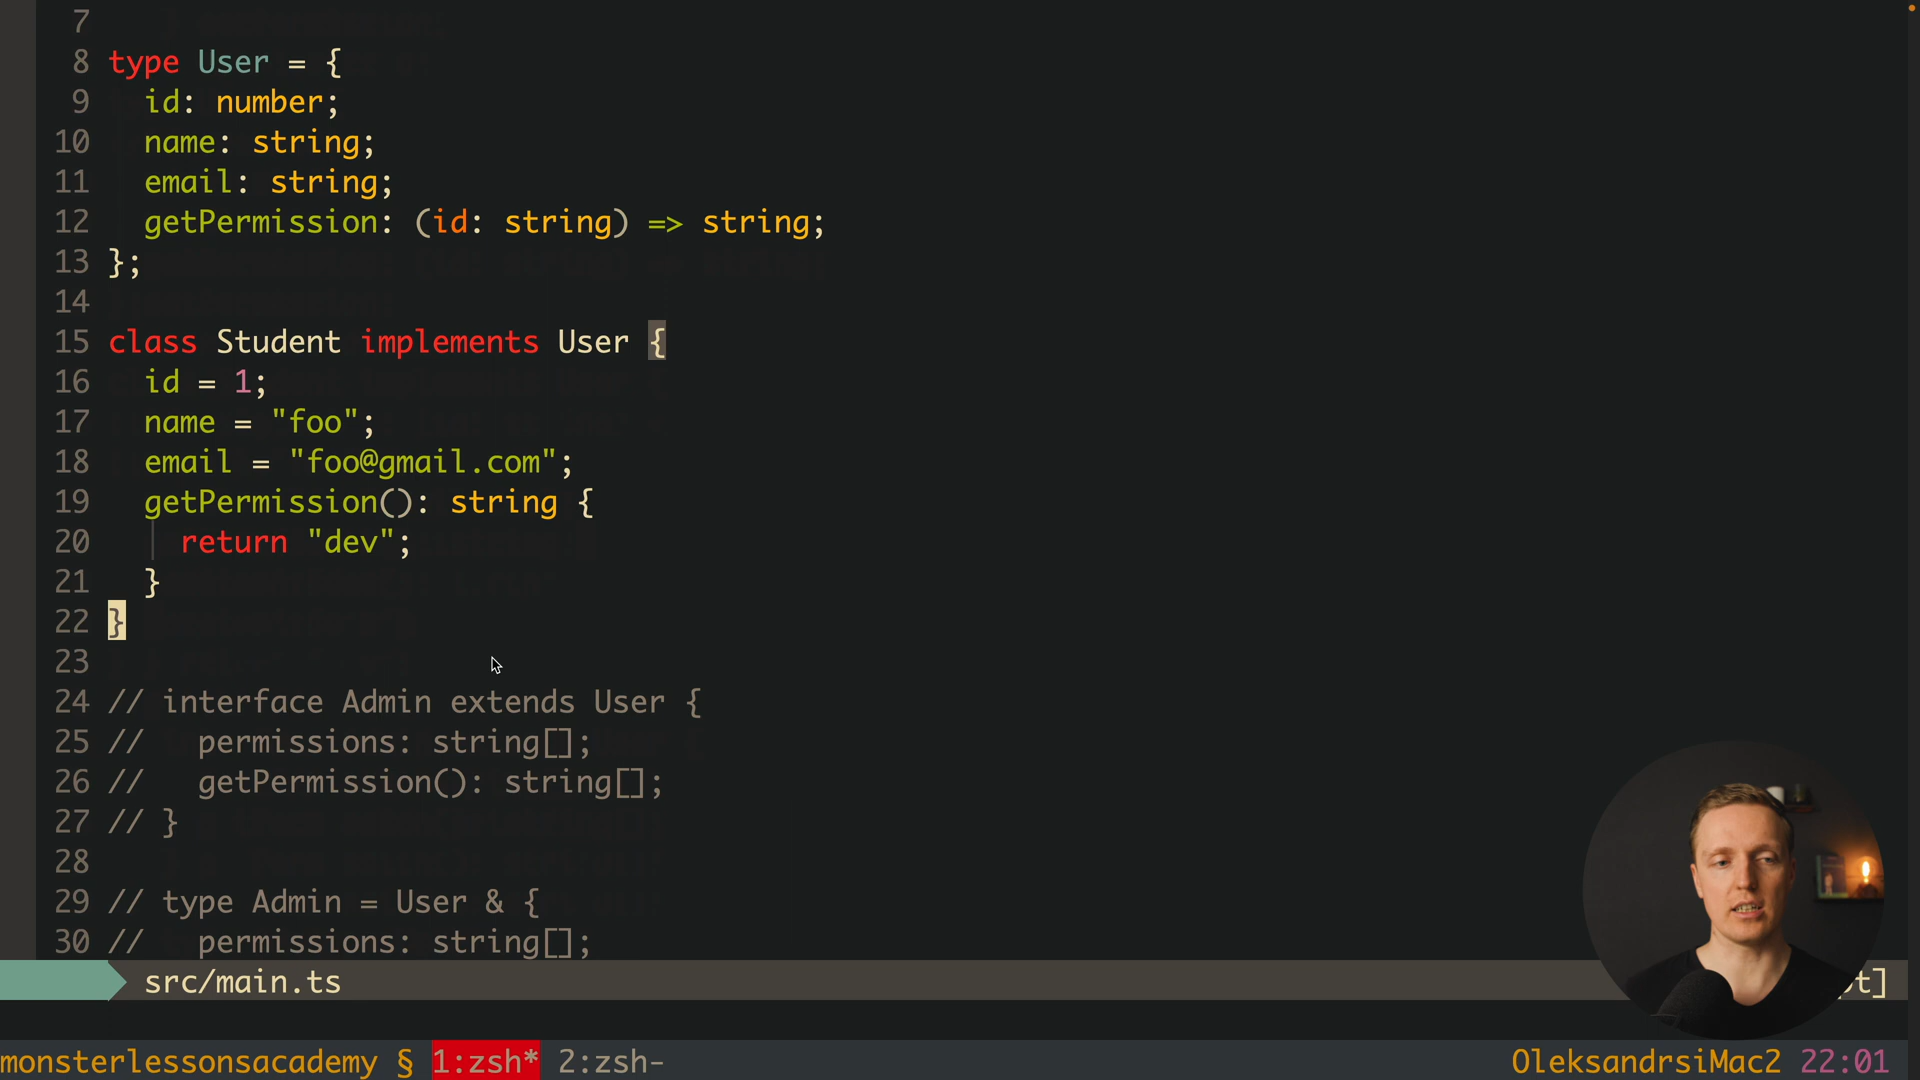 7
8 type User = {
9   id: number;
10   name: string;
11   email: string;
12   getPermission: (id: string) => string;
13 };
14
15 class Student implements User {
16   id = 1;
17   name = "foo";
18   email = "foo@gmail.com";
19   getPermission(): string {
20     return "dev";
21   }
22 }
23
24 // interface Admin extends User {
25 //   permissions: string[];
26 //   getPermission(): string[];
27 // }
28
29 // type Admin = User & {
30 //   permissions: string[];
src/main.ts t]
monsterlessonsacademy § 1:zsh* 2:zsh- OleksandrsiMac2 22:01